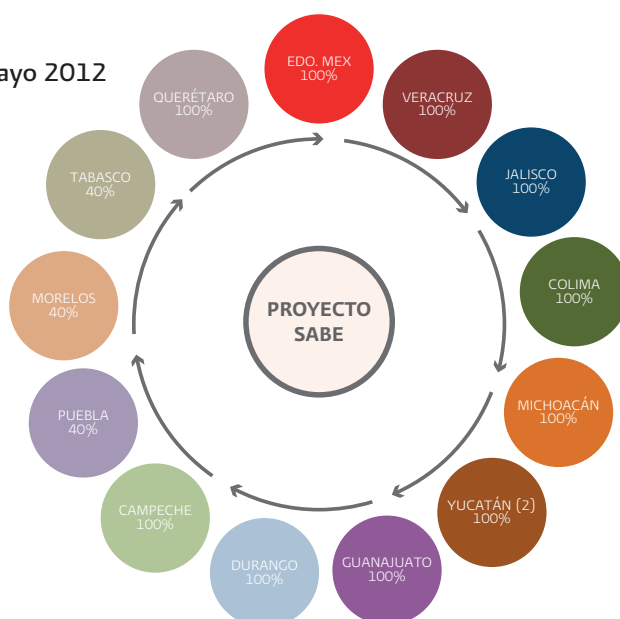 ayo 2012
EDO. MEX
100%
VERACRUZ
100%
JALISCO
100%
COLIMA
100%
MICHOACÁN
100%
YUCATÁN (2)
100%
GUANAJUATO
100%
DURANGO
100%
CAMPECHE
100%
PUEBLA
40%
MORELOS
40%
TABASCO
40%
QUERÉTARO
100%
PROYECTO
SABE